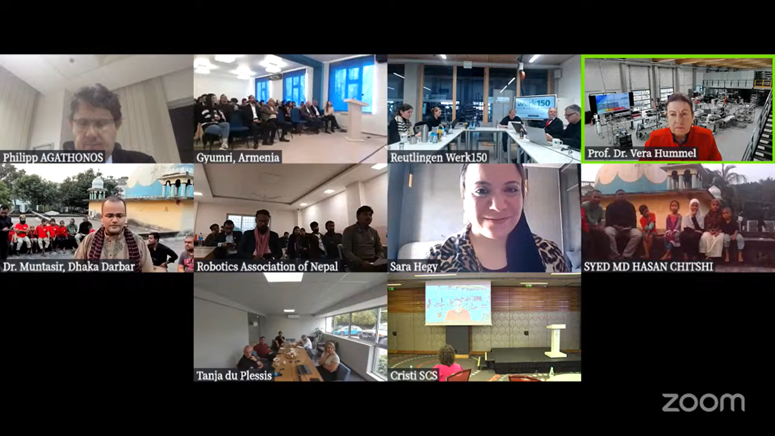 Philipp AGATHONOS
Gyumri, Armenia
WERK150
Reutlinger Werk150
Prof. Dr. Vera Hummel
Dr. Muntasir, Dhaka Darbar
Robotics Association of Nepal
Sara Hegy
SYED MD HASAN CHITSHI
Tanja du Plessis
Cristi SCS
zoom